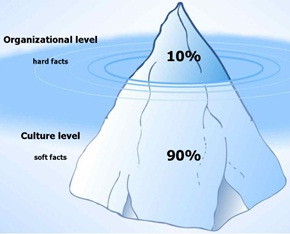 Organizational level
hard facts
10%
Culture level
soft facts
90%